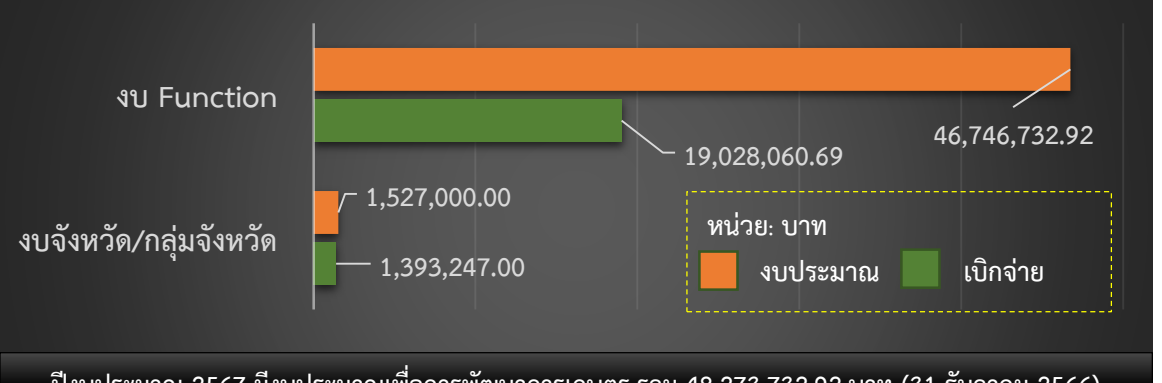 งบ Function
46,746,732.92
19,028,060.69
1,527,000.00
งบจังหวัด/กลุ่มจังหวัด
1,393,247.00
หน่วย: บาท
งบประมาณ เบิกจ่าย
ปีงบประมาณ 2567 มีงบประมาณเพื่อการพัฒนาการเกษตร รวม 48,273,732.92 บาท (31 ธันวาคม 2566)